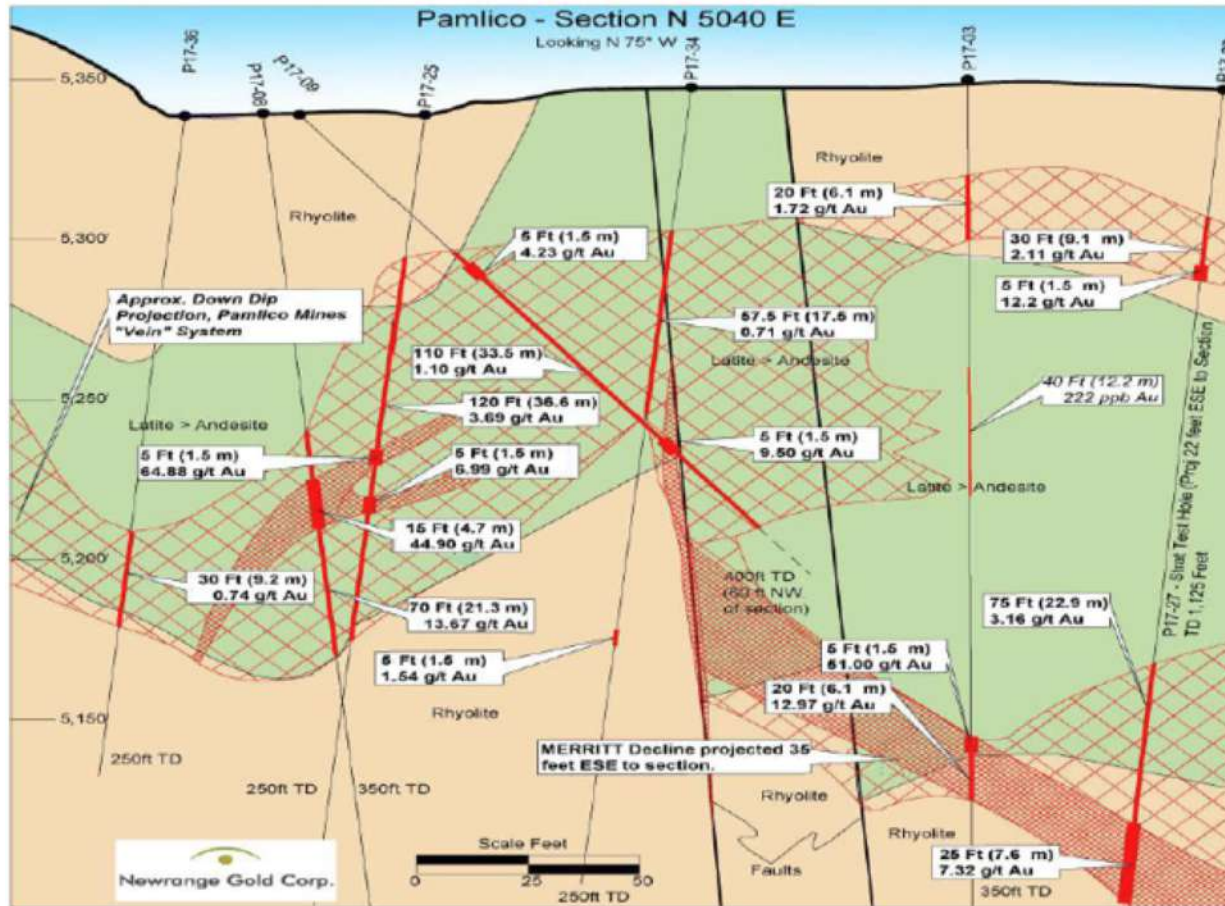 Pamlico - Section N 5040 E
Looking N 75° W
P17-36
P17-08
P17-09
P17-25
P17-34
P17-03
5,350'
5,300'
5,250'
5,200'
5,150'
Rhyolite
Rhyolite
20 Ft (6.1 m)
1.72 g/t Au
5 Ft (1.5 m)
4.23 g/t Au
30 Ft (9.1 m)
2.11 g/t Au
5 Ft (1.5 m)
12.2 g/t Au
Approx. Down Dip
Projection, Pamlico Mines
"Vein" System
57.5 Ft (17.5 m)
0.71 g/t Au
110 Ft (33.5 m)
1.10 g/t Au
Latite > Andesite
40 Ft (12.2 m)
222 ppb Au
120 Ft (36.6 m)
3.69 g/t Au
Latite > Andesite
5 Ft (1.5 m)
64.88 g/t Au
5 Ft (1.5 m)
6.99 g/t Au
5 Ft (1.5 m)
9.50 g/t Au
Latite > Andesite
15 Ft (4.7 m)
44.90 g/t Au
30 Ft (9.2 m)
0.74 g/t Au
400ft TD
(60 ft NW
of section)
70 Ft (21.3 m)
13.67 g/t Au
75 Ft (22.9 m)
3.16 g/t Au
P17-27 - Strat Test Hole (Proj 22 feet ESE to Section
TD 1,125 Feet
5 Ft (1.5 m)
1.54 g/t Au
5 Ft (1.5 m)
51.00 g/t Au
20 Ft (6.1 m)
12.97 g/t Au
Rhyolite
MERRITT Decline projected 35
feet ESE to section.
250ft TD
250ft TD
350ft TD
Rhyolite
Rhyolite
Scale Feet
0 25 50
250ft TD
Faults
25 Ft (7.6 m)
7.32 g/t Au
350ft TD
Newrange Gold Corp.